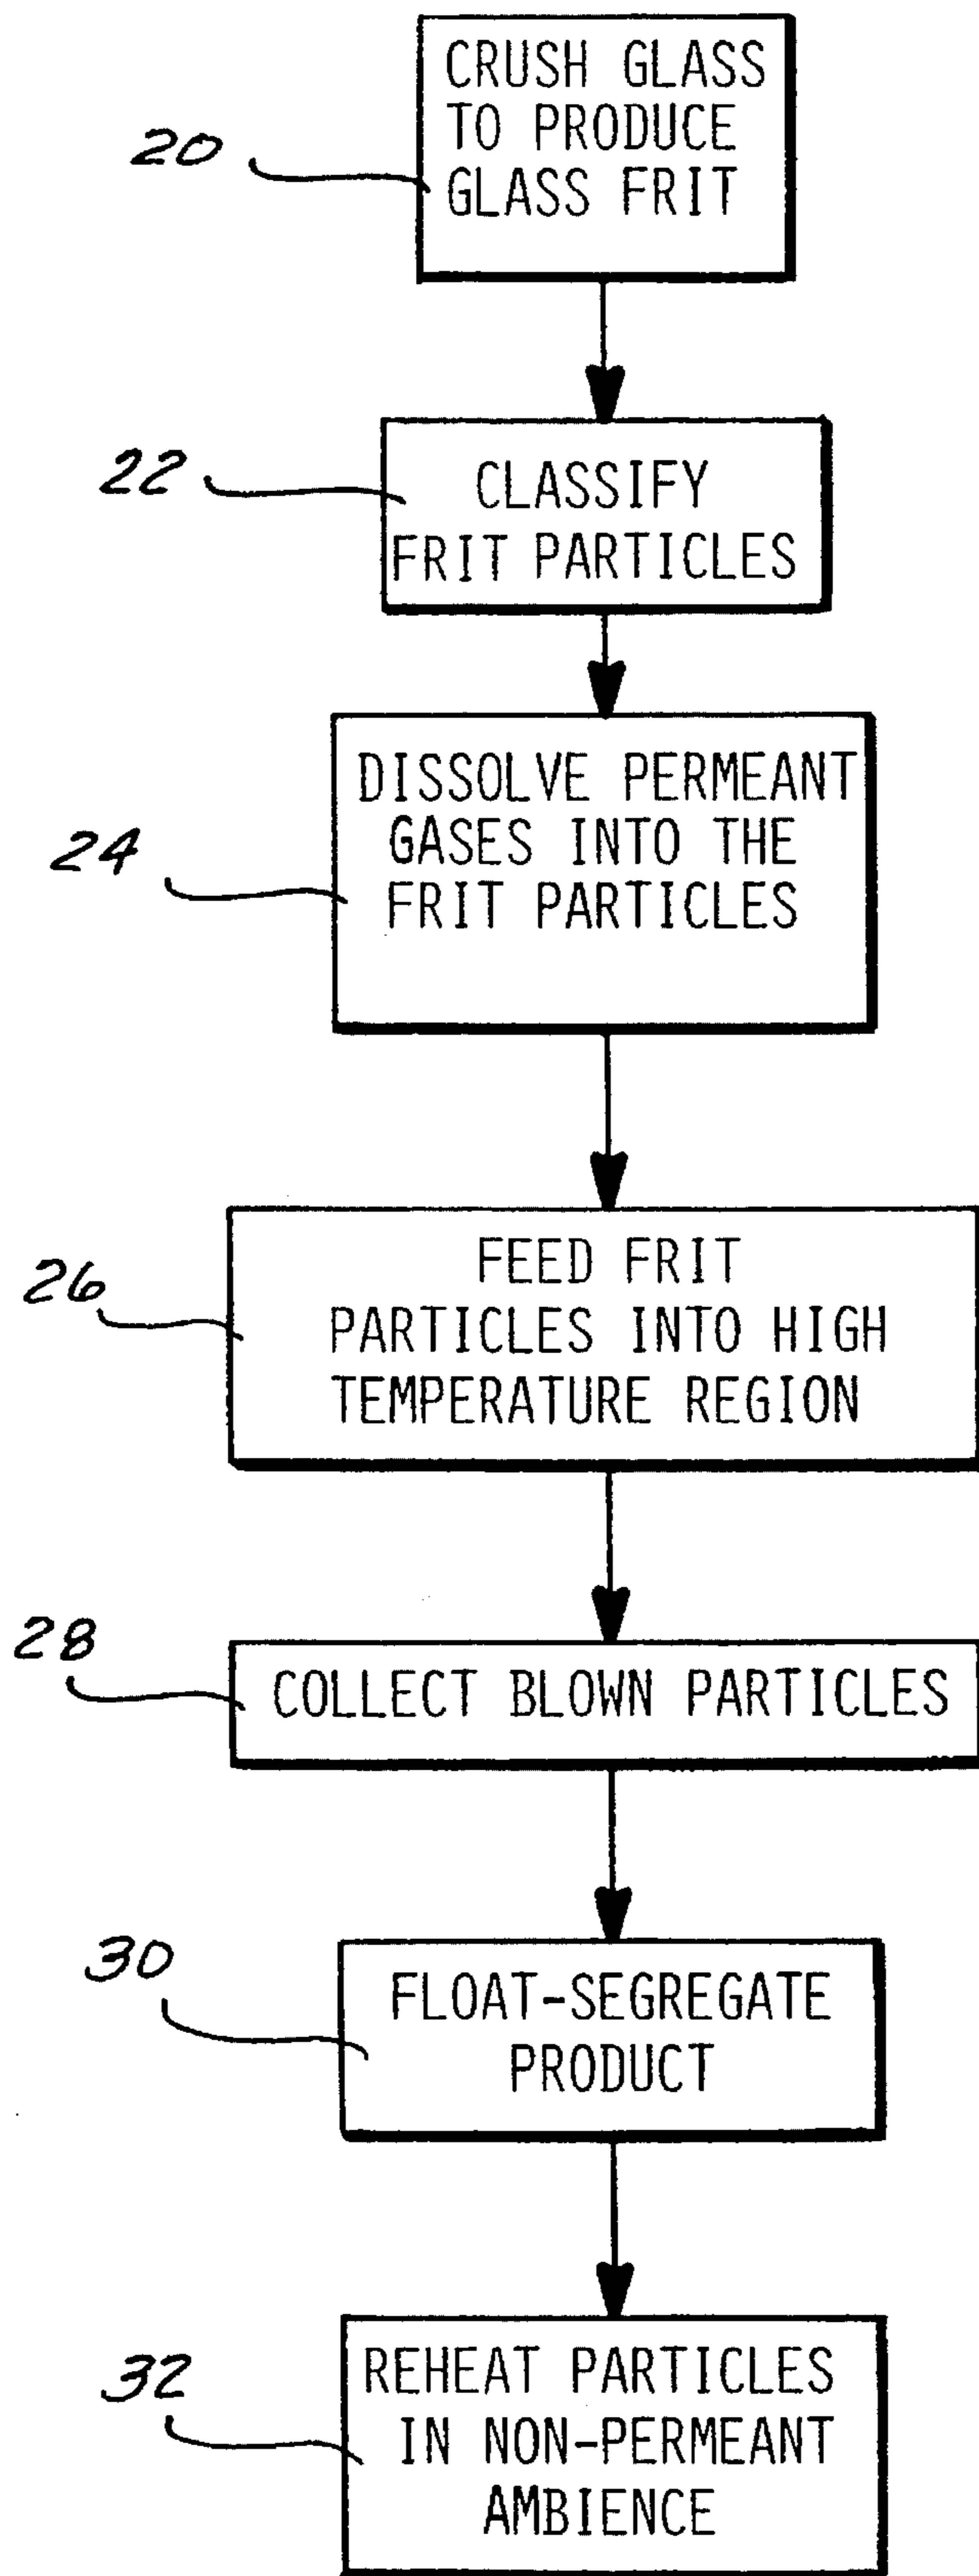 CRUSH GLASS
TO PRODUCE
GLASS FRIT
20
CLASSIFY
FRIT PARTICLES
22
DISSOLVE PERMEANT
GASES INTO THE
FRIT PARTICLES
24
FEED FRIT
PARTICLES INTO HIGH
TEMPERATURE REGION
26
COLLECT BLOWN PARTICLES
28
FLOAT-SEGREGATE
PRODUCT
30
REHEAT PARTICLES
IN NON-PERMEANT
AMBIENCE
32